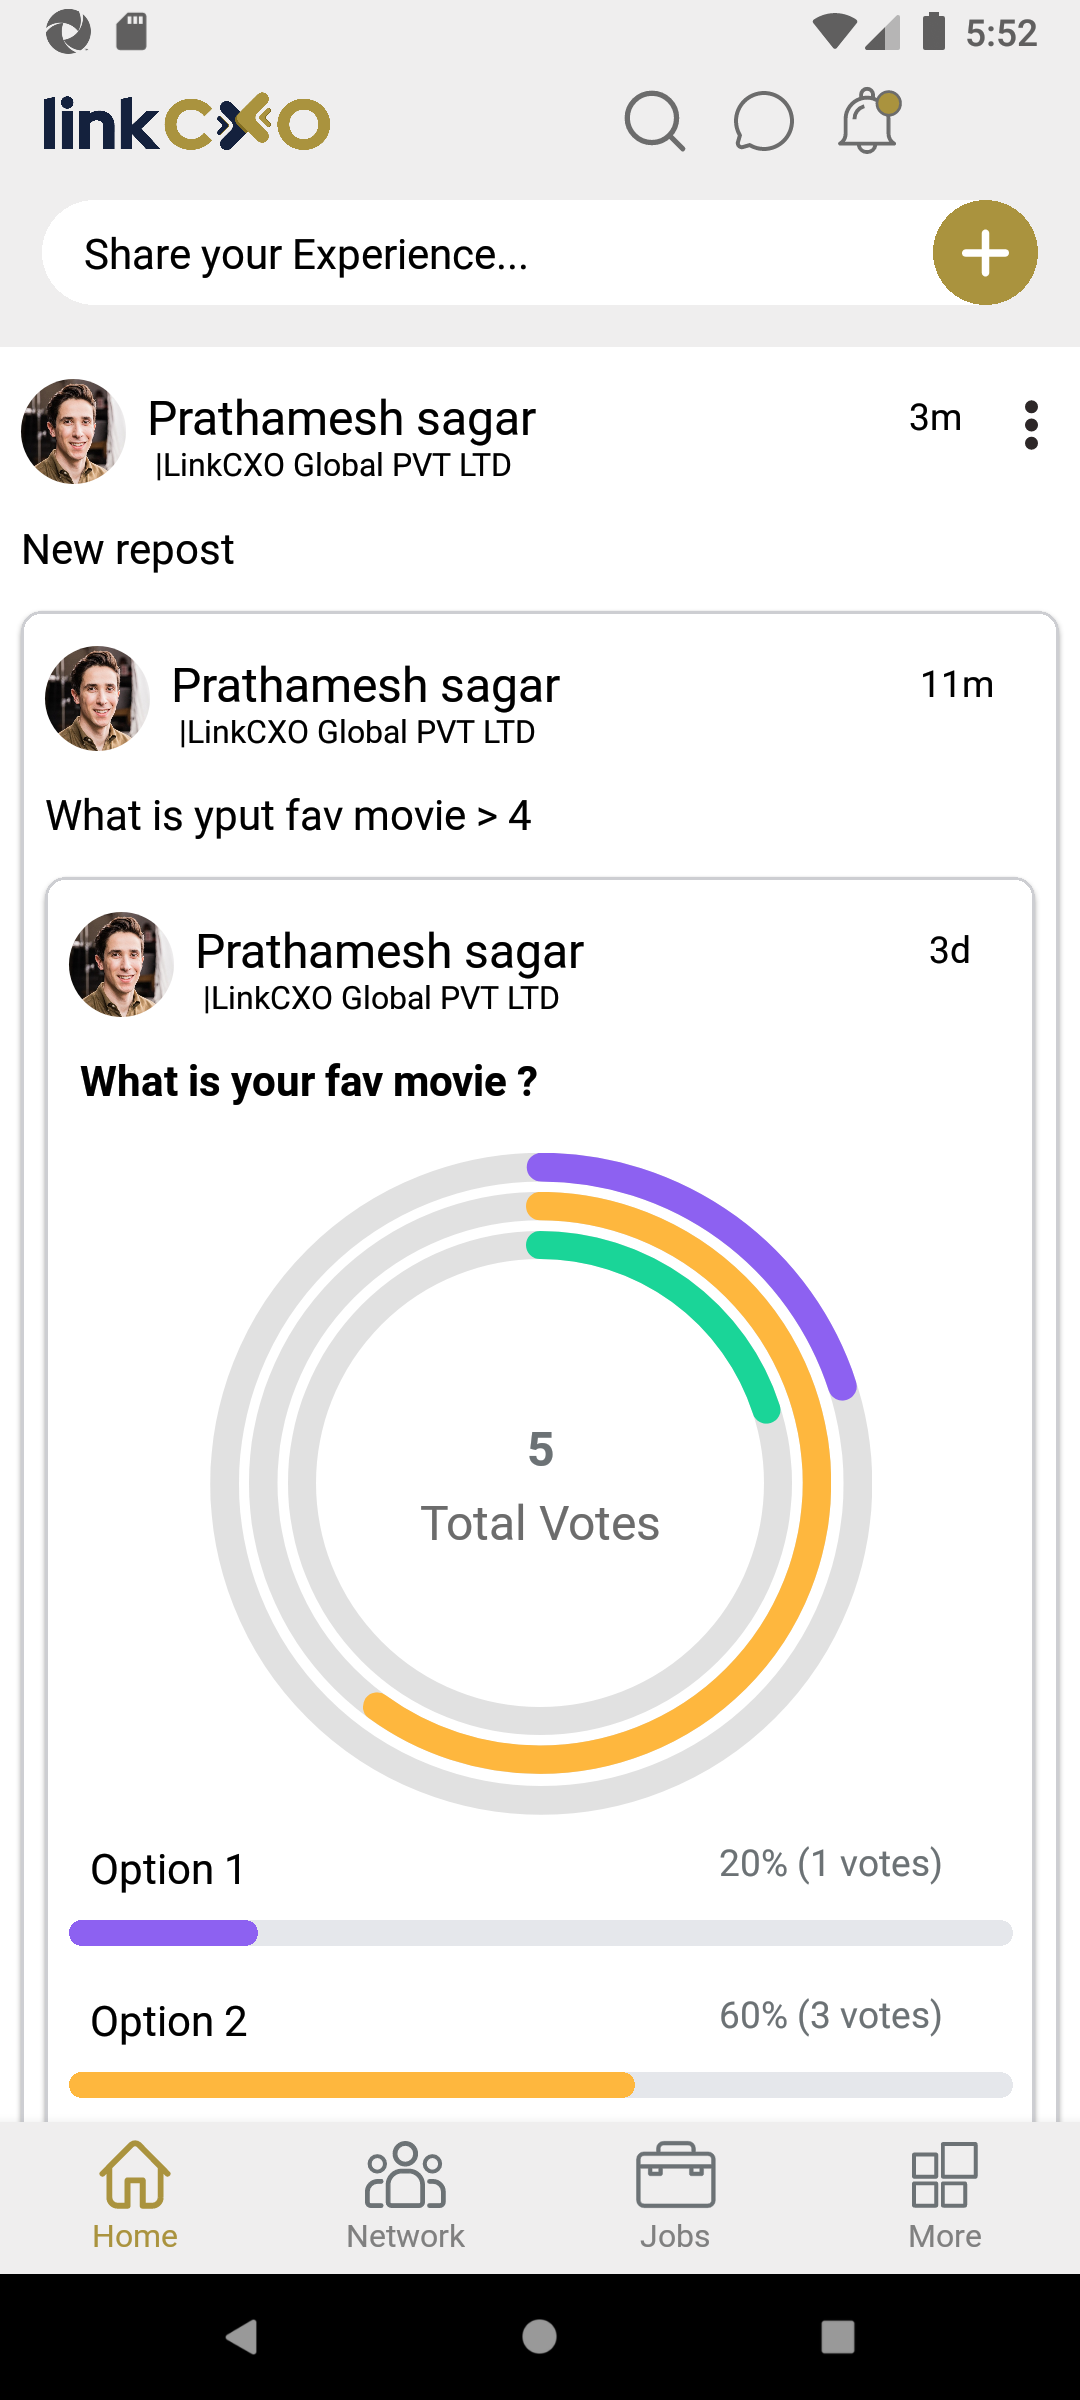 5:52
linkCXO
Share your Experience...
Prathamesh sagar
3m
|LinkCXO Global PVT LTD
New repost
Prathamesh sagar
11m
|LinkCXO Global PVT LTD
What is yput fav movie > 4
Prathamesh sagar
3d
|LinkCXO Global PVT LTD
What is your fav movie ?
5
Total Votes
Option 1
20% (1 votes)
Option 2
60% (3 votes)
Home
Network
Jobs
More